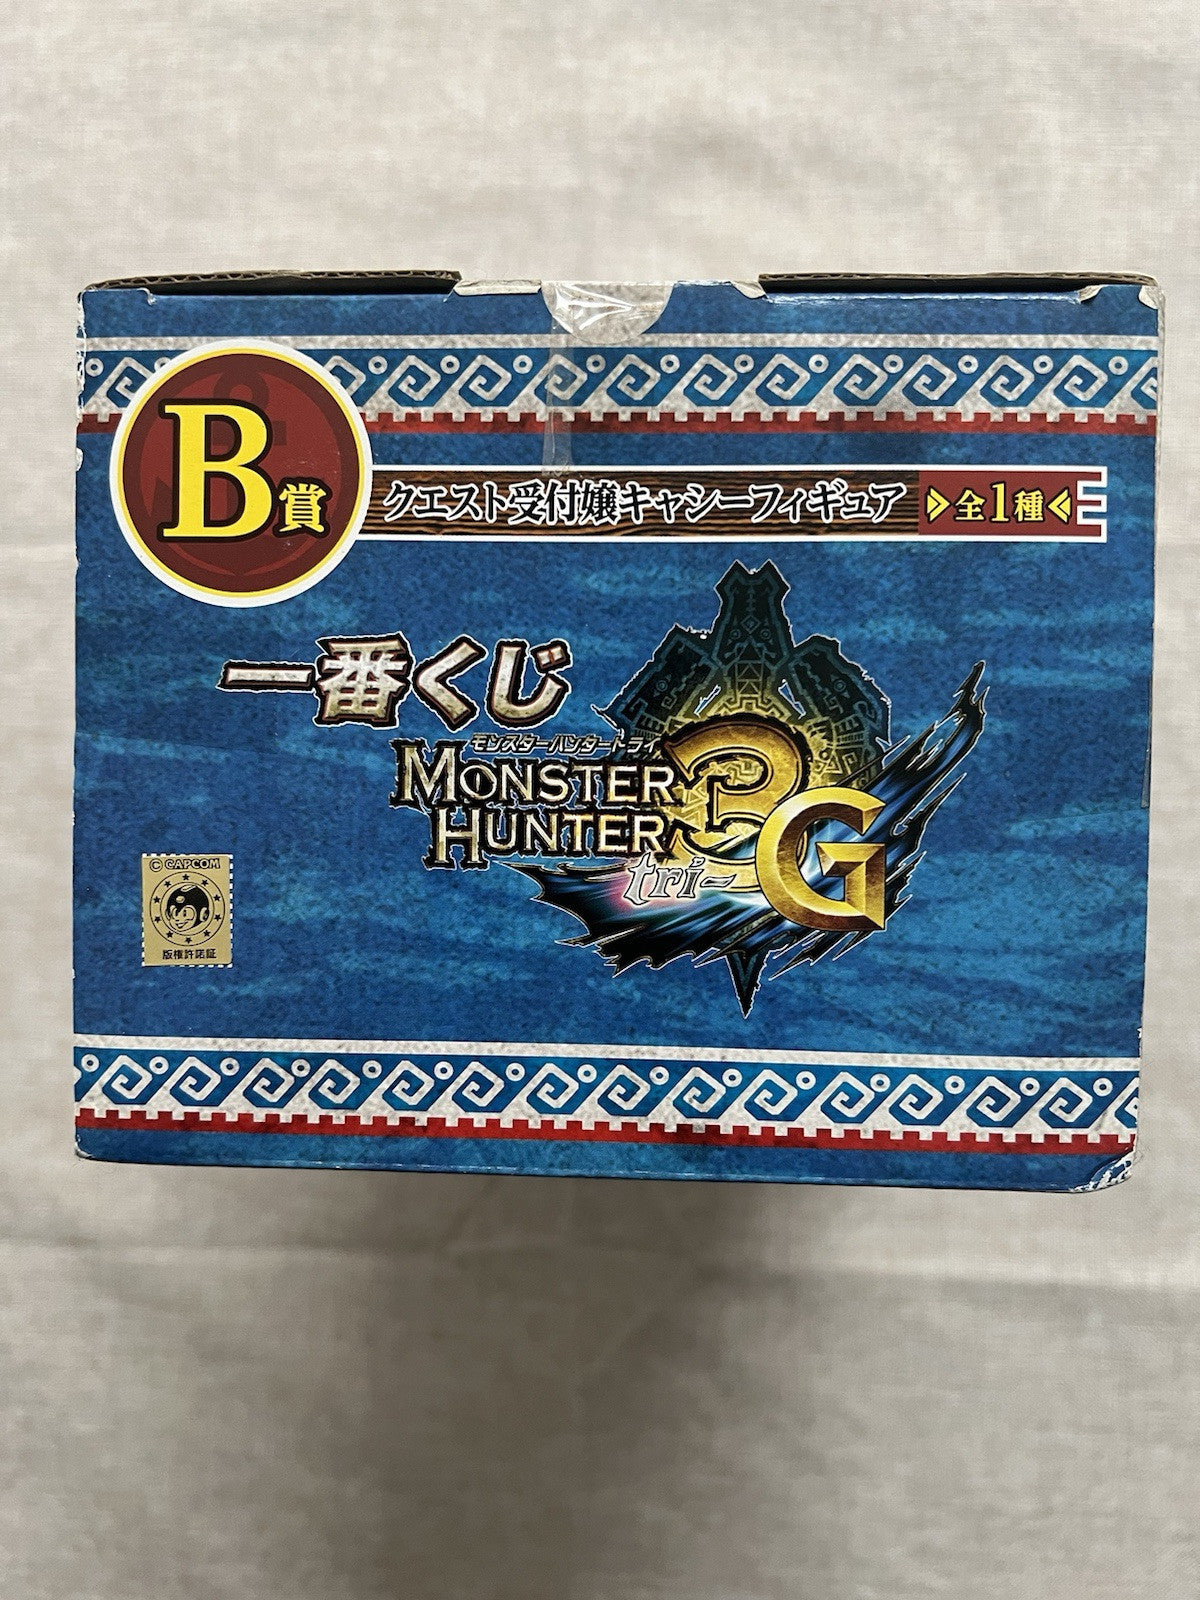 B賞
クエスト受付嬢キャシーフィギュア
全1種
一番くじ
モンスターハンタートライ
MONSTER
HUNTER
tri-
3G
© CAPCOM
版権許諾証